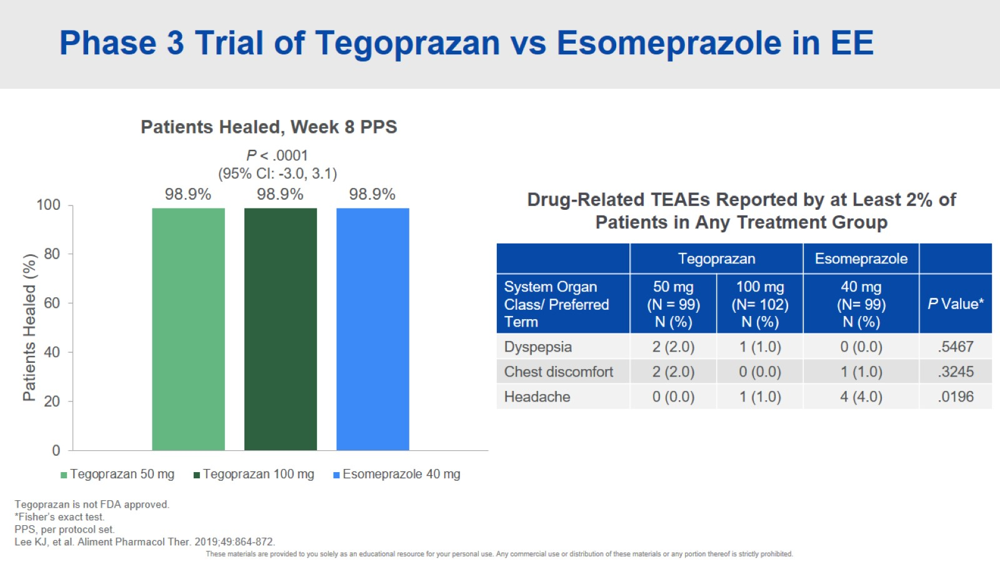 Phase 3 Trial of Tegoprazan vs Esomeprazole in EE
Patients Healed, Week 8 PPS
P < .0001
(95% CI: -3.0, 3.1)
98.9% 98.9% 98.9%
Patients Healed (%)
100
80
60
40
20
0
Tegoprazan 50 mg Tegoprazan 100 mg Esomeprazole 40 mg
Drug-Related TEAEs Reported by at Least 2% of
Patients in Any Treatment Group
Tegoprazan Esomeprazole
System Organ 50 mg 100 mg 40 mg
Class/ Preferred (N = 99) (N= 102) (N= 99) P Value*
Term N (%) N (%) N (%)
Dyspepsia 2 (2.0) 1 (1.0) 0 (0.0) .5467
Chest discomfort 2 (2.0) 0 (0.0) 1 (1.0) .3245
Headache 0 (0.0) 1 (1.0) 4 (4.0) .0196
Tegoprazan is not FDA approved.
*Fisher's exact test.
PPS, per protocol set.
Lee KJ, et al. Aliment Pharmacol Ther. 2019;49:864-872.
These materials are provided to you solely as an educational resource for your personal use. Any commercial use or distribution of these materials or any portion thereof is strictly prohibited.